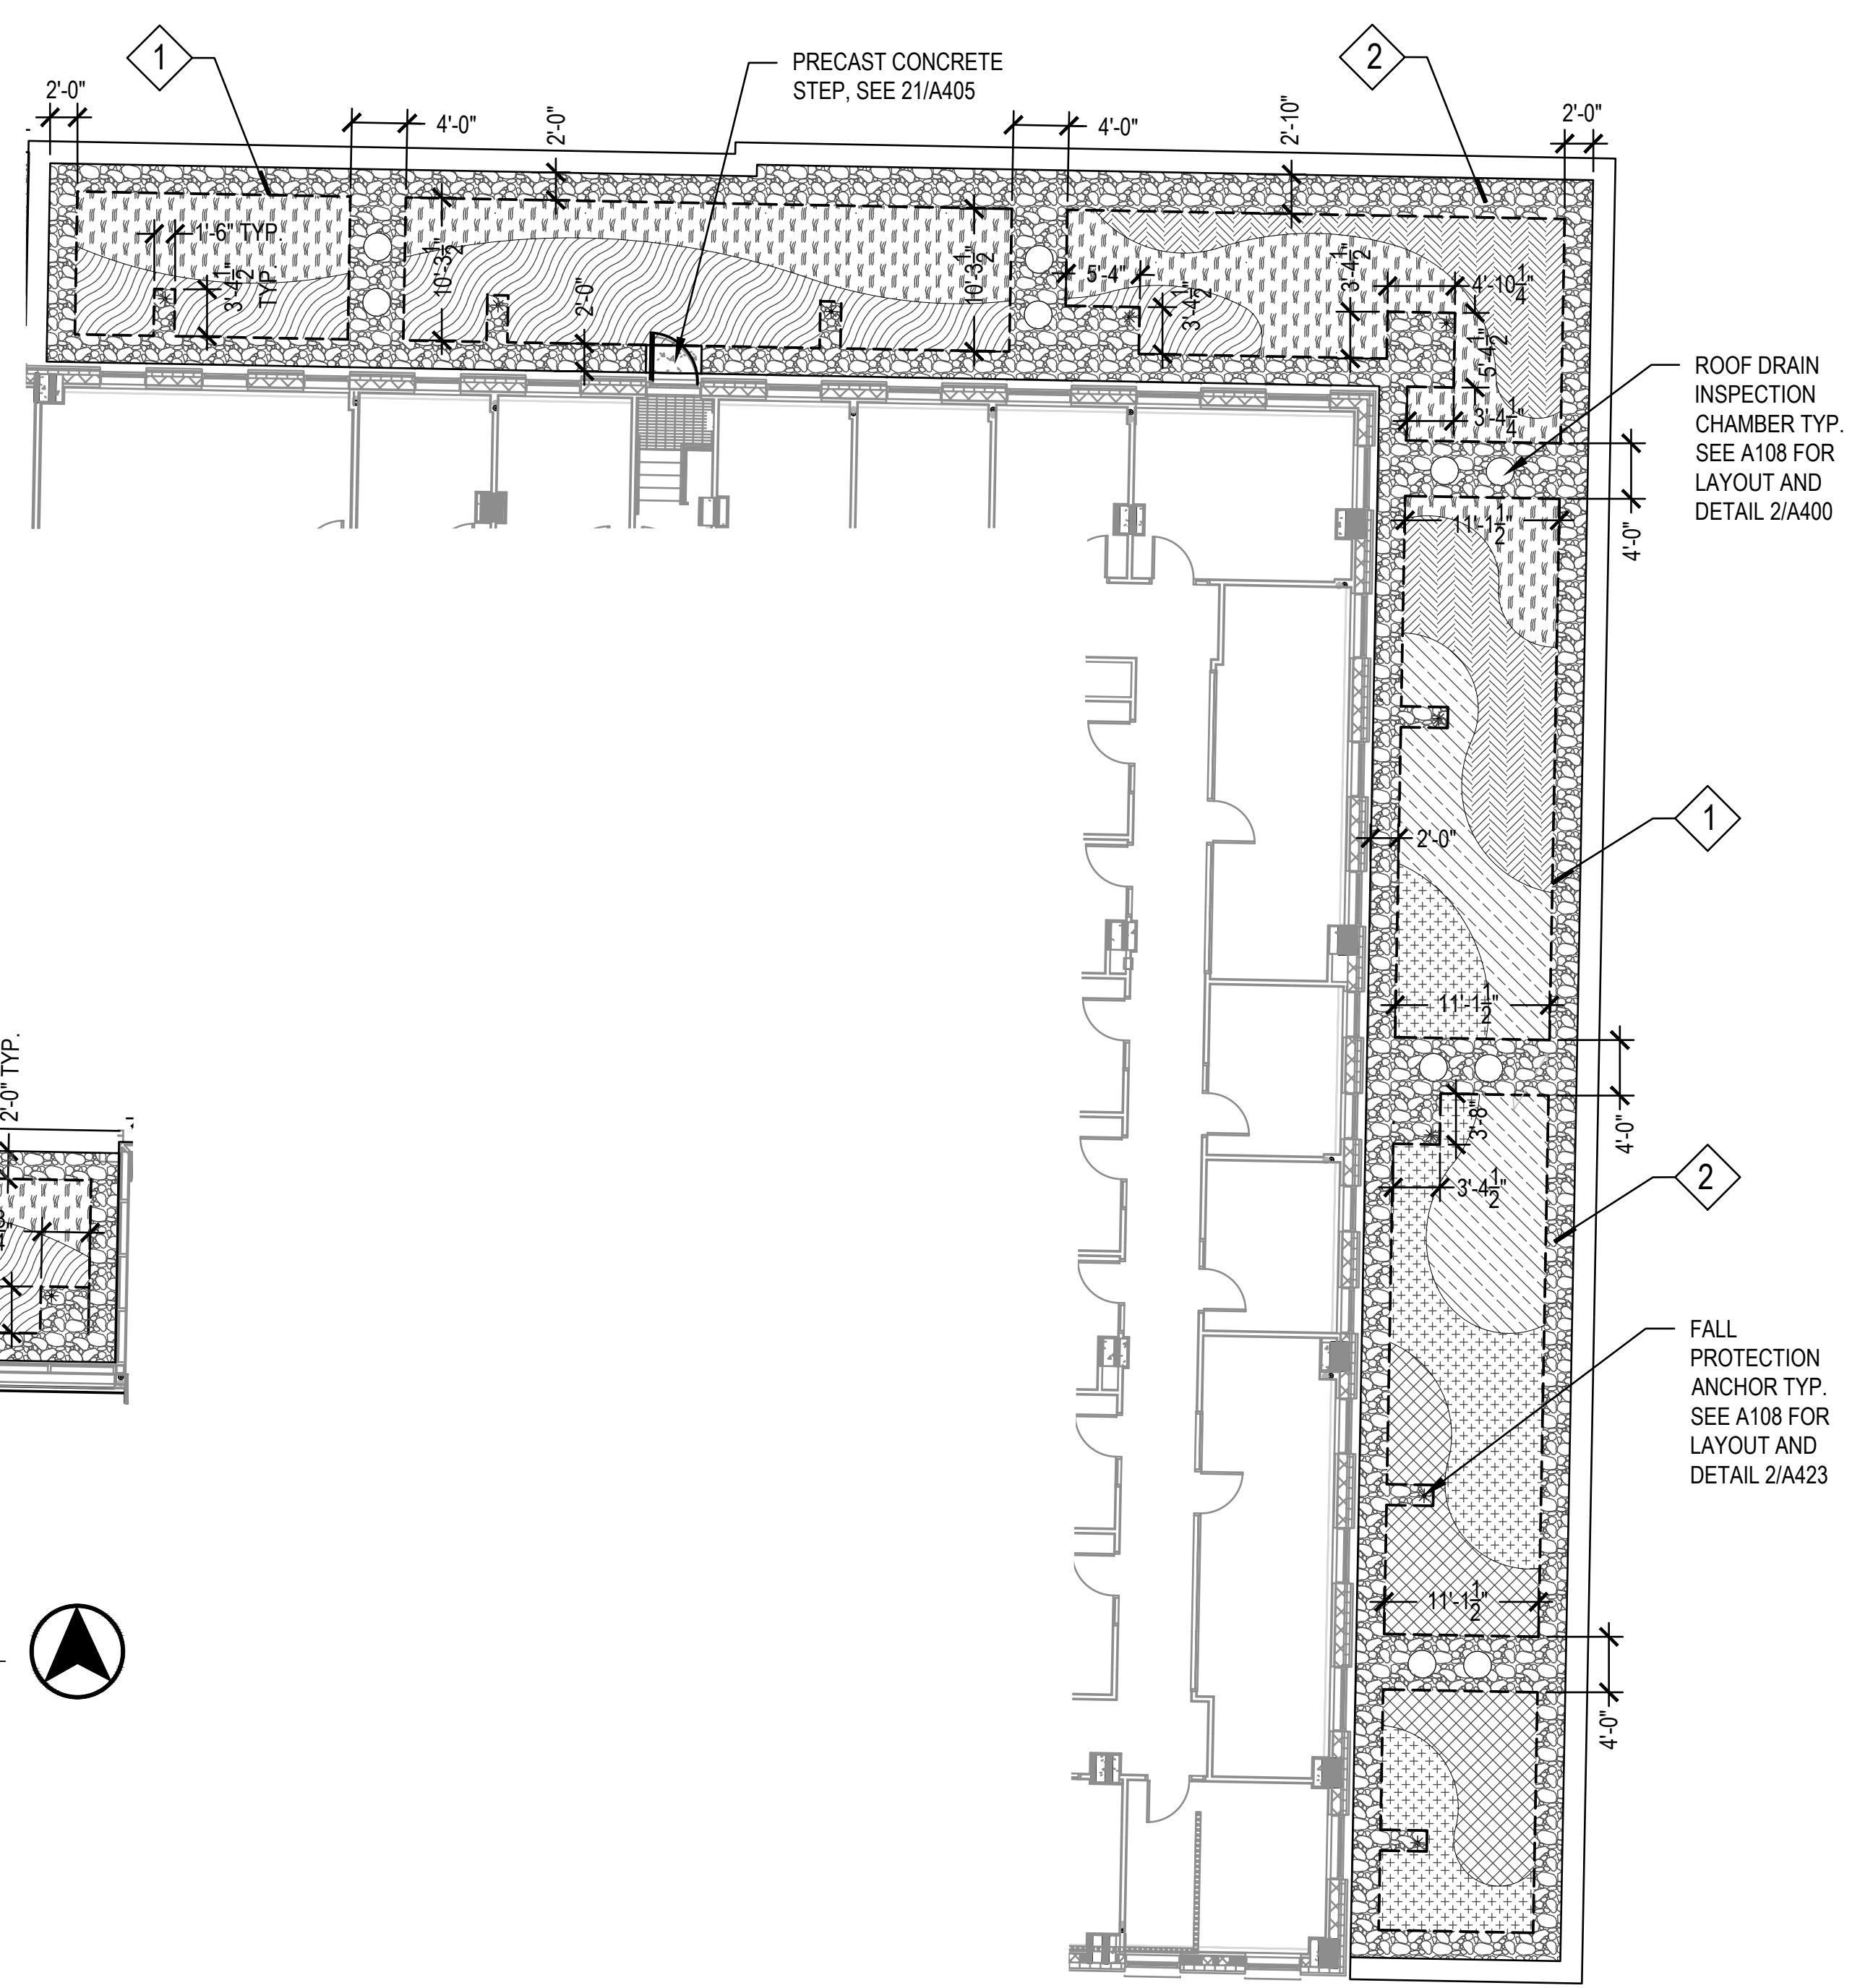 1
PRECAST CONCRETE
STEP, SEE 21/A405
2
2'-0"
4'-0"
2'-0"
4'-0"
2'-10"
2'-0"
1'-6" TYP.
3'-4 1/2"
TYP.
10'-3 1/2"
2'-0"
10'-3 1/2"
5'-4"
3'-4 1/2"
3'-4 1/2"
4'-10 1/4"
5'-4 1/2"
3'-4 1/4"
ROOF DRAIN
INSPECTION
CHAMBER TYP.
SEE A108 FOR
LAYOUT AND
DETAIL 2/A400
4'-0"
11'-1 1/2"
1
2'-0"
11'-1 1/2"
2'-0" TYP.
4'-0"
3'-8"
3'-4 1/2"
2
FALL
PROTECTION
ANCHOR TYP.
SEE A108 FOR
LAYOUT AND
DETAIL 2/A423
11'-1 1/2"
4'-0"